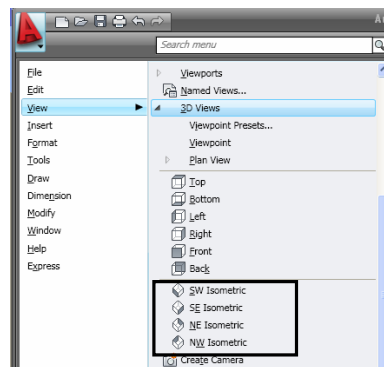 A
Search menu
File
Edit
View
Insert
Format
Tools
Draw
Dimension
Modify
Window
Help
Express
Viewports
Named Views...
3D Views
Viewpoint Presets...
Viewpoint
Plan View
Top
Bottom
Left
Right
Front
Back
SW Isometric
SE Isometric
NE Isometric
NW Isometric
Create Camera